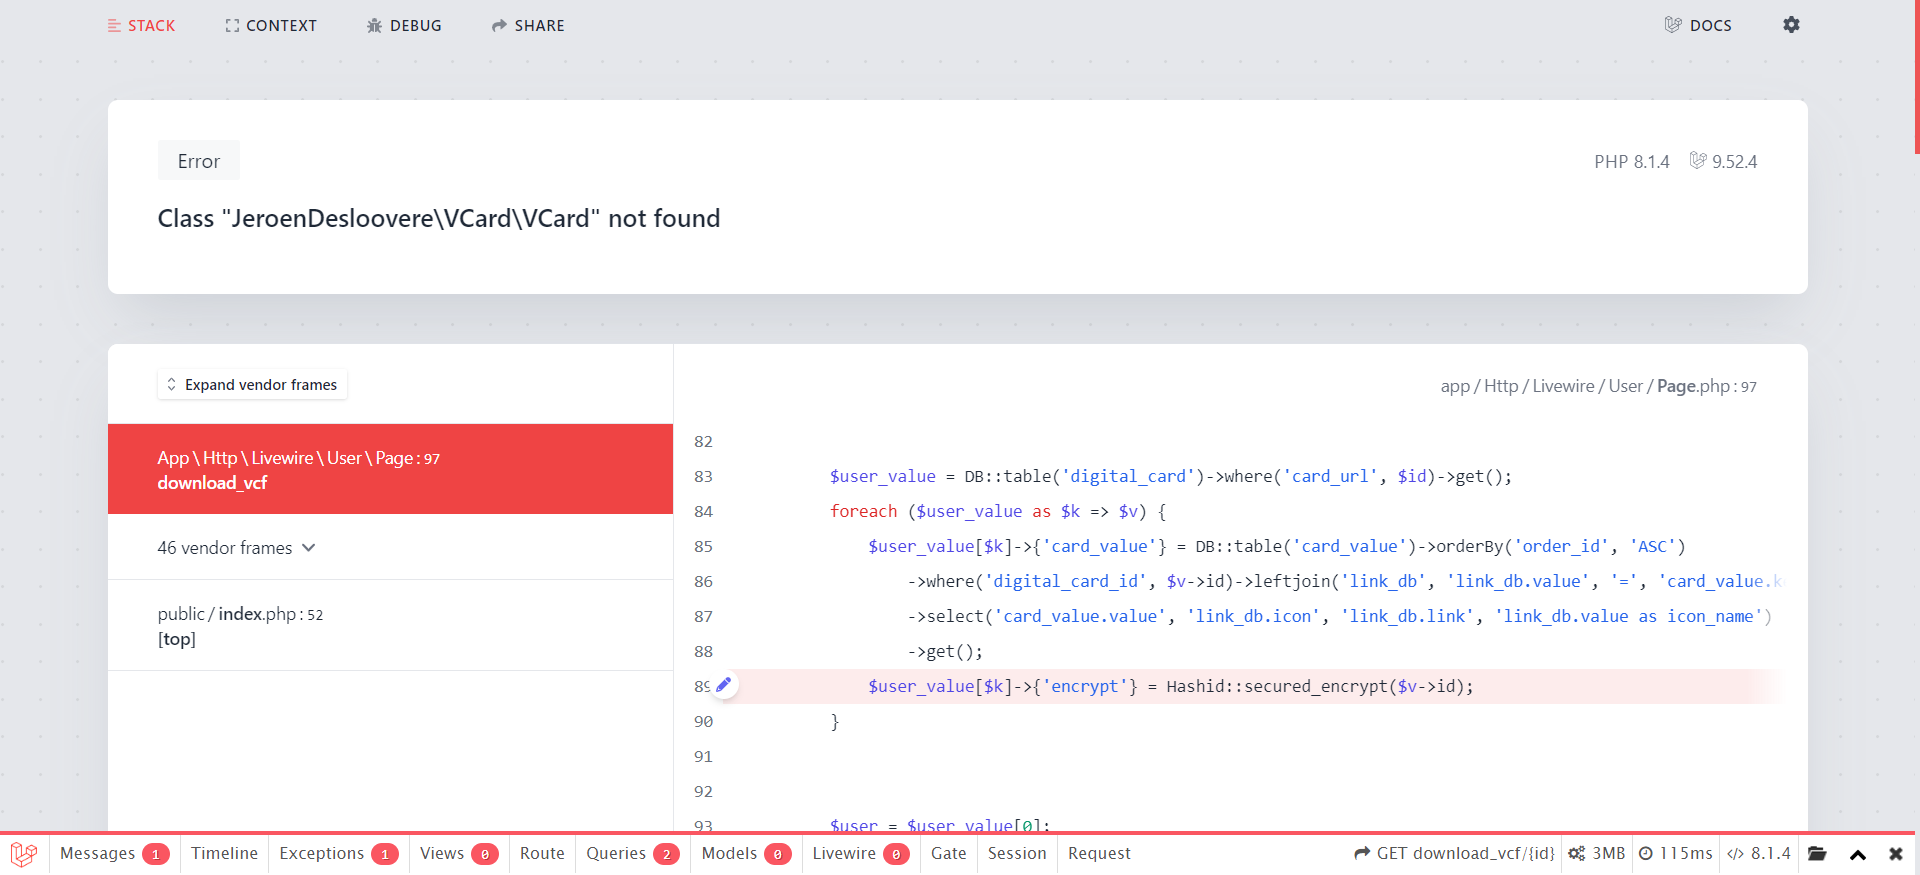 STACK CONTEXT DEBUG SHARE DOCS
Error
PHP 8.1.4 9.52.4
Class "JeroenDesloovere\VCard\VCard" not found
Expand vendor frames
App\Http\Livewire\User\Page:97
download_vcf
46 vendor frames
public/index.php:52
[top]
app/Http/Livewire/User/Page.php:97
82
83 $user_value = DB::table('digital_card')->where('card_url', $id)->get();
84 foreach ($user_value as $k => $v) {
85 $user_value[$k]->{'card_value'} = DB::table('card_value')->orderBy('order_id', 'ASC')
86 ->where('digital_card_id', $v->id)->leftjoin('link_db', 'link_db.value', '=', 'card_value.k
87 ->select('card_value.value', 'link_db.icon', 'link_db.link', 'link_db.value as icon_name')
88 ->get();
89 $user_value[$k]->{'encrypt'} = Hashid::secured_encrypt($v->id);
90 }
91
92
93 $user = $user_value[0];
Messages 1 Timeline Exceptions 1 Views 0 Route Queries 2 Models 0 Livewire 0 Gate Session Request GET download_vcf/{id} 3MB 115ms </> 8.1.4